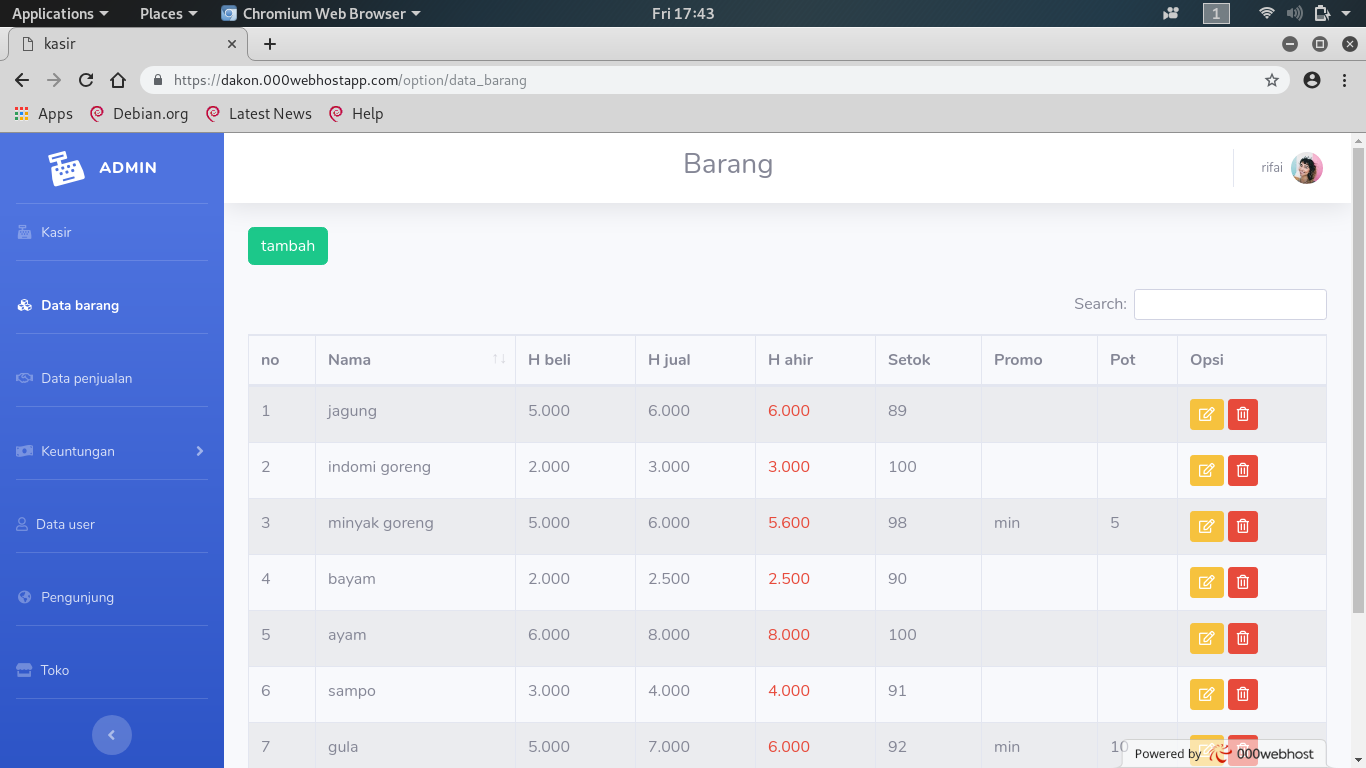 Applications Places Chromium Web Browser Fri 17:43 1
kasir
https://dakon.000webhostapp.com/option/data_barang
Apps Debian.org Latest News Help
ADMIN
Kasir
Data barang
Data penjualan
Keuntungan
Data user
Pengunjung
Toko
Barang
rifai
tambah
Search:
no Nama H beli H jual H ahir Setok Promo Pot Opsi
1 jagung 5.000 6.000 6.000 89
2 indomi goreng 2.000 3.000 3.000 100
3 minyak goreng 5.000 6.000 5.600 98 min 5
4 bayam 2.000 2.500 2.500 90
5 ayam 6.000 8.000 8.000 100
6 sampo 3.000 4.000 4.000 91
7 gula 5.000 7.000 6.000 92 min 10
Powered by 000webhost